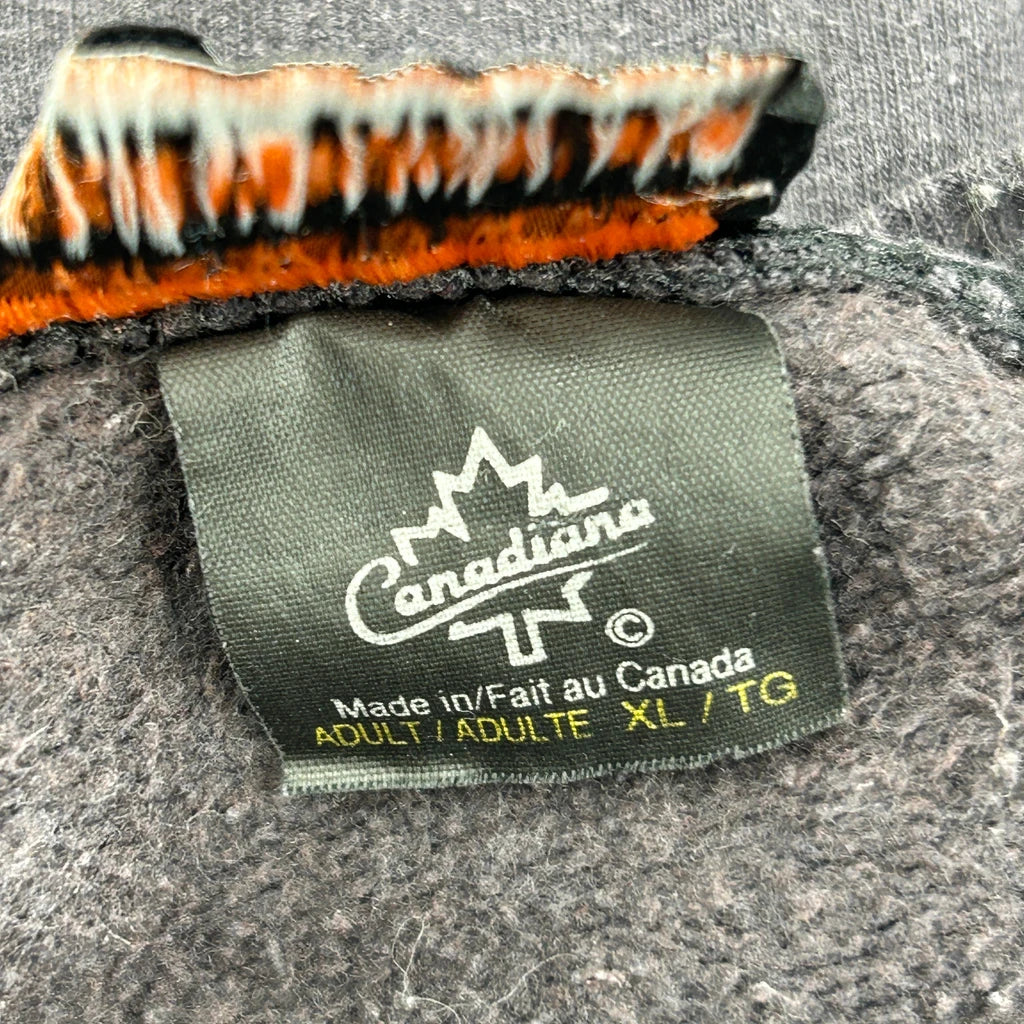 Canadiana
©
Made in/Fait au Canada
ADULT / ADULTE XL / TG